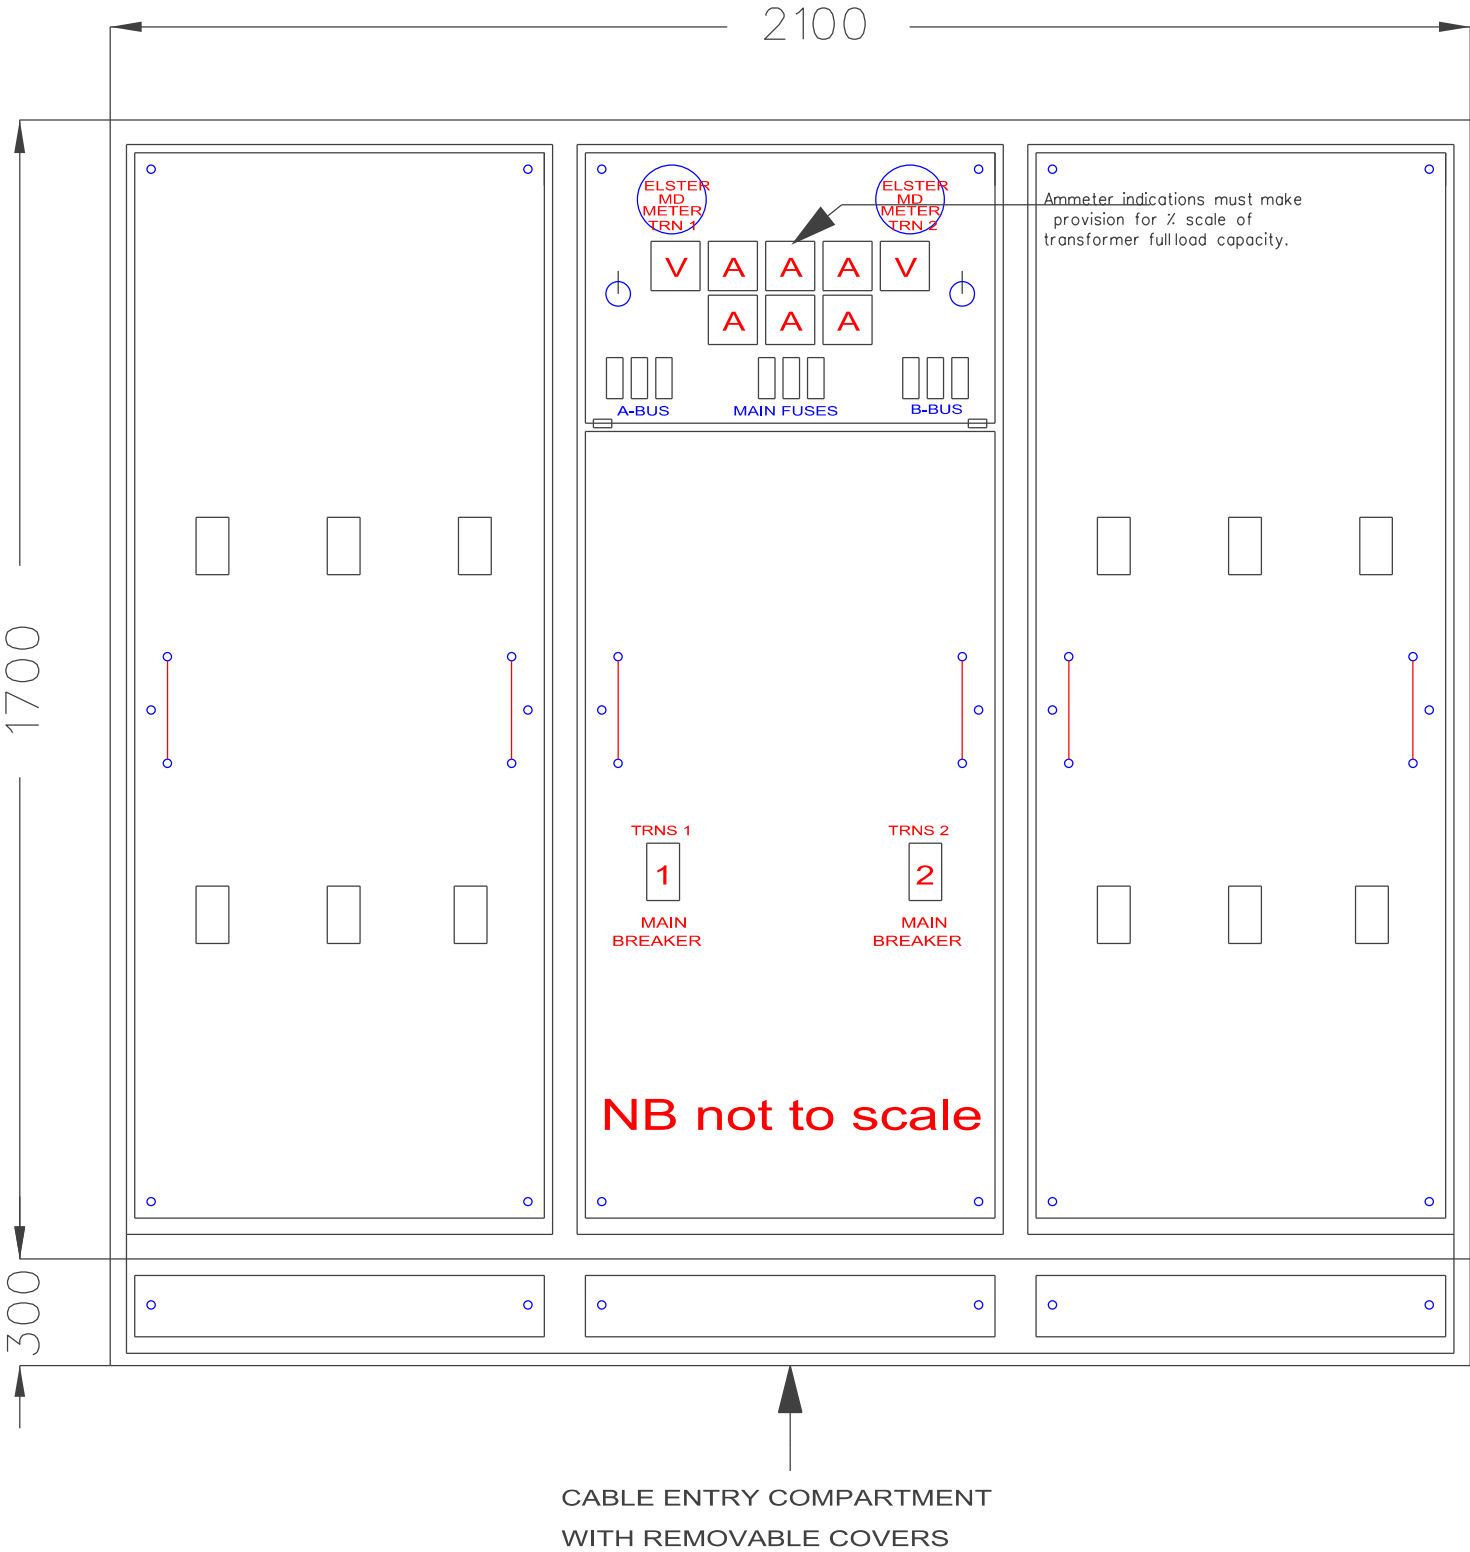 2100
ELSTER
MD
METER
TRN 1
ELSTER
MD
METER
TRN 2
Ammeter indications must make
provision for % scale of
transformer full load capacity.
V A A A V
A A A
A-BUS
MAIN FUSES
B-BUS
1700
TRNS 1
1
MAIN
BREAKER
TRNS 2
2
MAIN
BREAKER
NB not to scale
300
CABLE ENTRY COMPARTMENT
WITH REMOVABLE COVERS